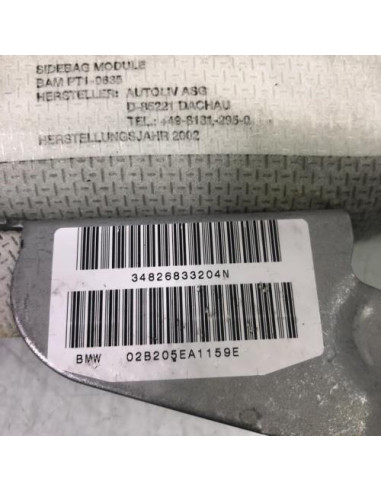 SIDEBAG MODULE
BAM PT1-0635
HERSTELLER: AUTOLIV ASG
D-85221 DACHAU
TEL.: +49-8131-295-0
HERSTELLUNGSJAHR 2002
34826833204N
BMW 02B205EA1159E